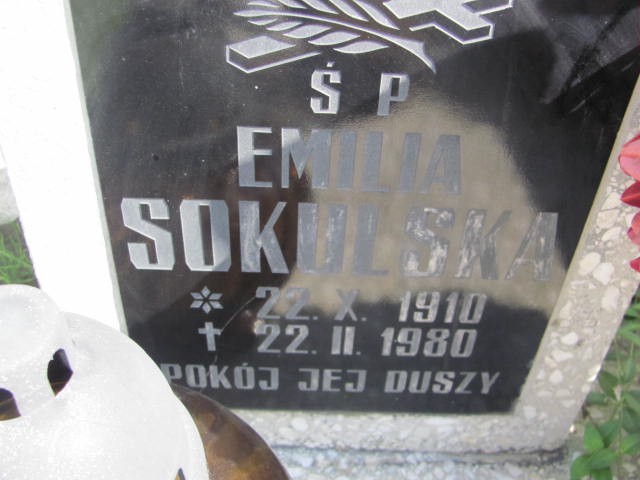 Ś P
EMILIA
SOKULSKA
* 22. X. 1910
✝ 22. II. 1980
POKÓJ JEJ DUSZY